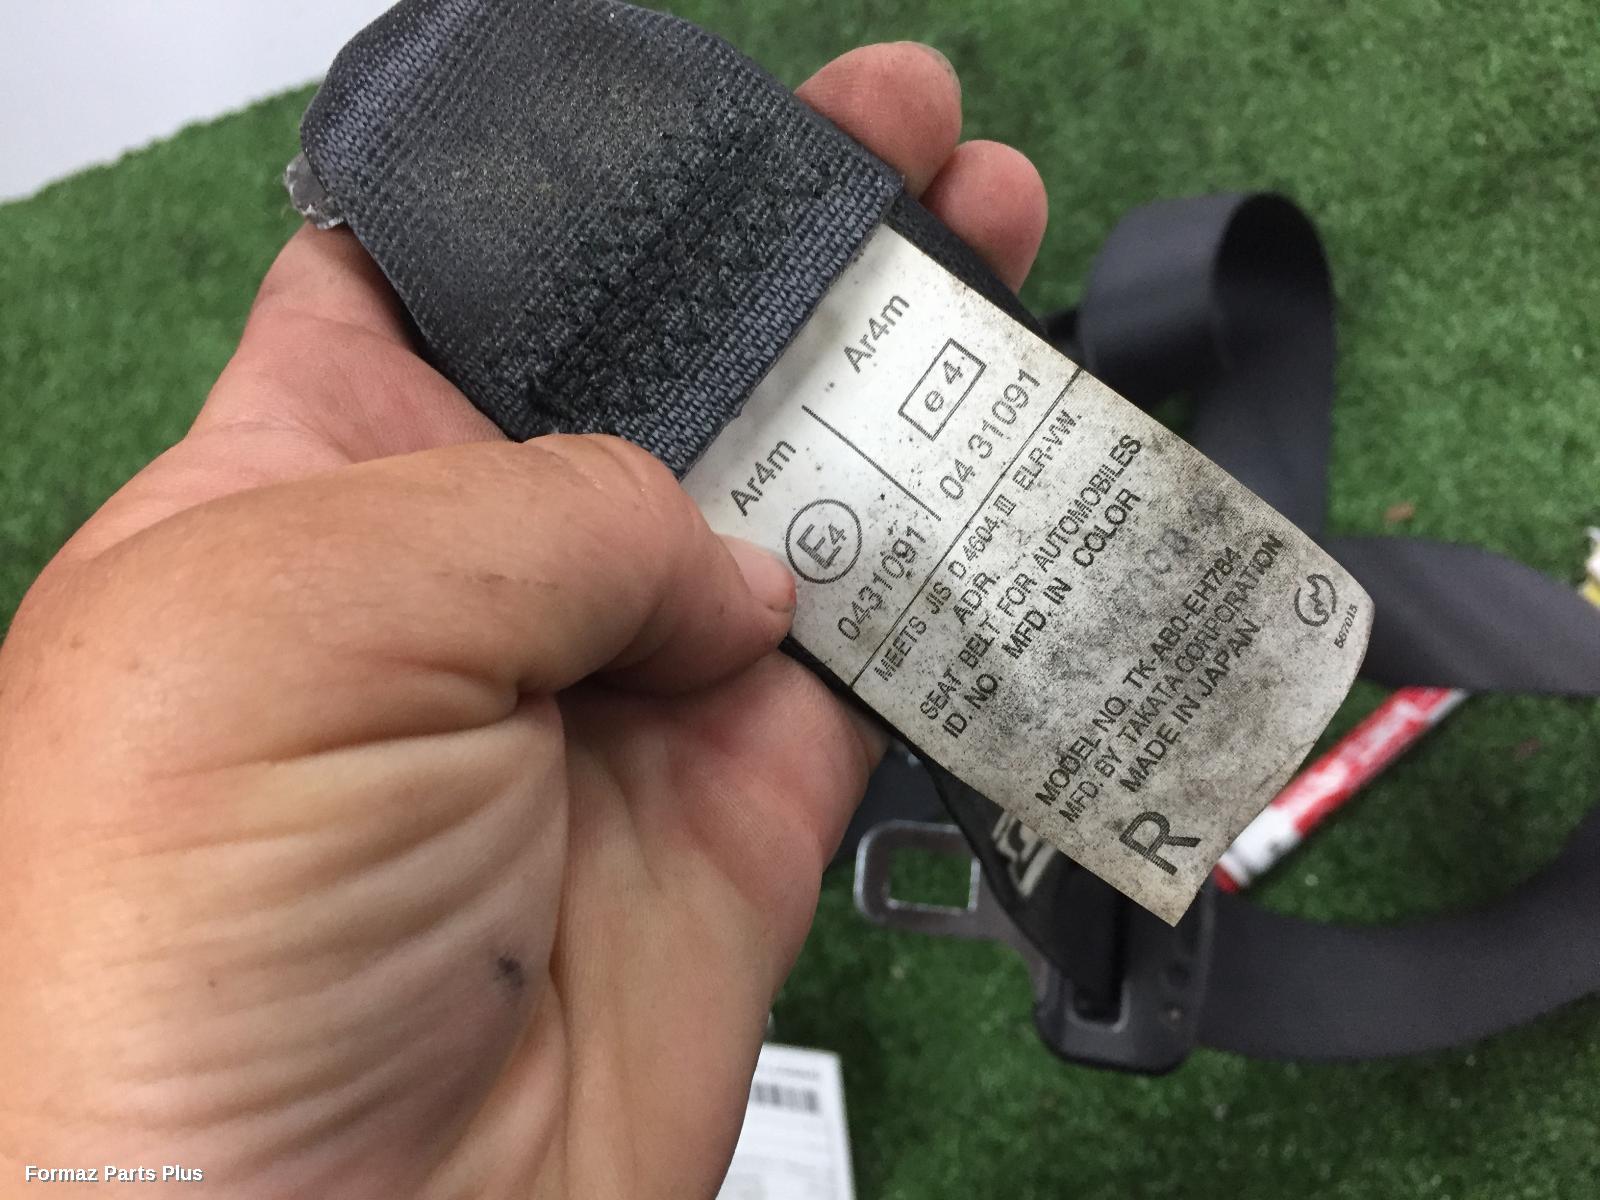 Ar4m
Ar4m
E4
e4
0431091
04 31091
MEETS JIS D 4604 III ELR-VW.
ADR.
SEAT BELT FOR AUTOMOBILES
ID. NO. MFD. IN COLOR
MODEL NO. TK-AB0-EH784
MFD. BY TAKATA CORPORATION
MADE IN JAPAN
R
567015
Formaz Parts Plus